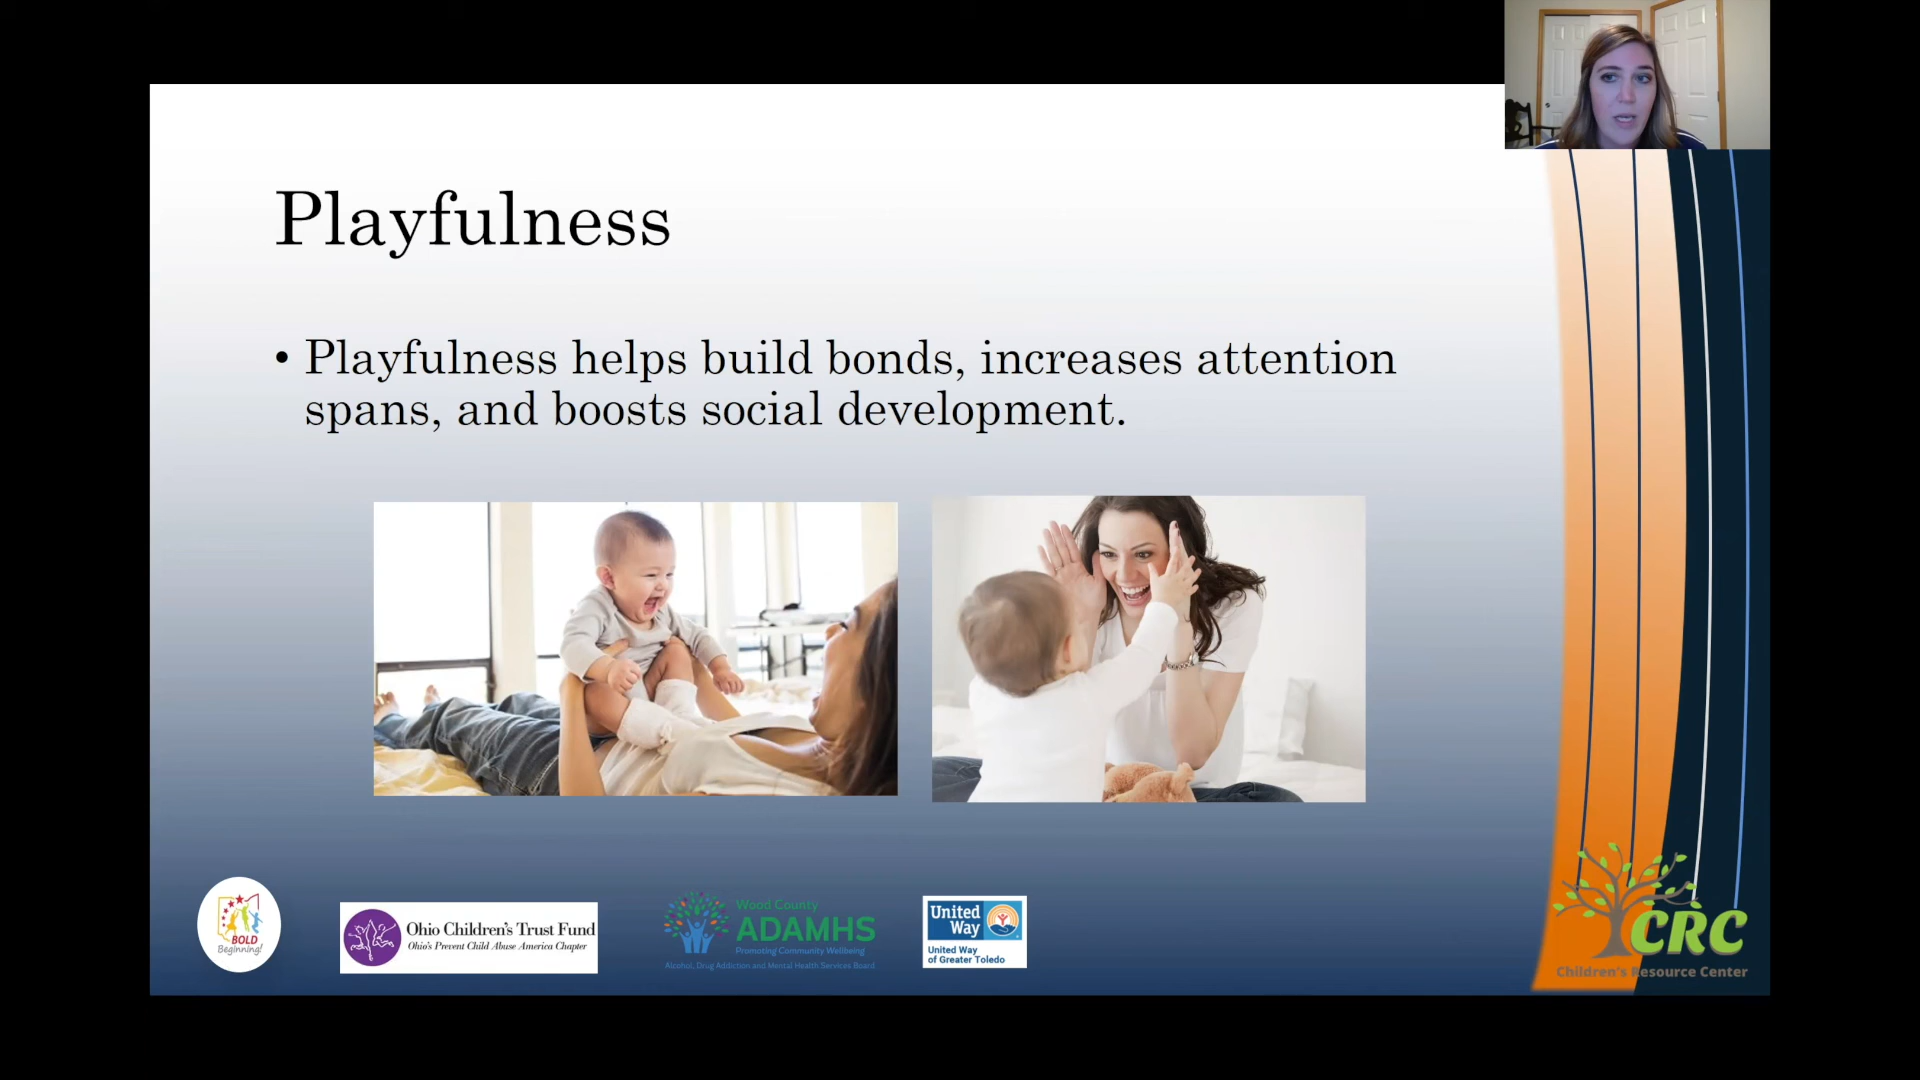 Playfulness
• Playfulness helps build bonds, increases attention
spans, and boosts social development.
BOLD
Beginning!
Ohio Children's Trust Fund
Ohio's Prevent Child Abuse America Chapter
Wood County
ADAMHS
Promoting Community Wellbeing
Alcohol, Drug Addiction and Mental Health Services Board
United
Way
United Way
of Greater Toledo
CRC
Children's Resource Center